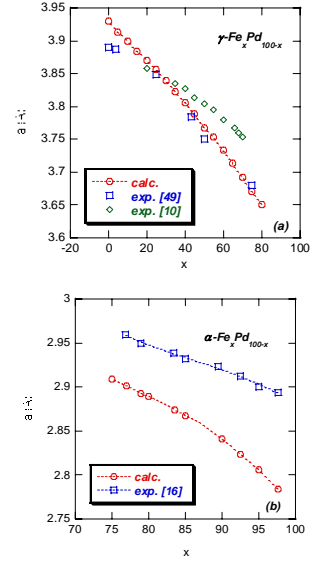 3.95
γ-FexPd100-x
3.9
3.85
3.8
3.75
3.7
calc.
exp. [49]
3.65
exp. [10]
(a)
3.6
-20 0 20 40 60 80 100
x
3
α-FexPd100-x
2.95
2.9
2.85
2.8
calc.
exp. [16]
(b)
2.75
70 75 80 85 90 95 100
x